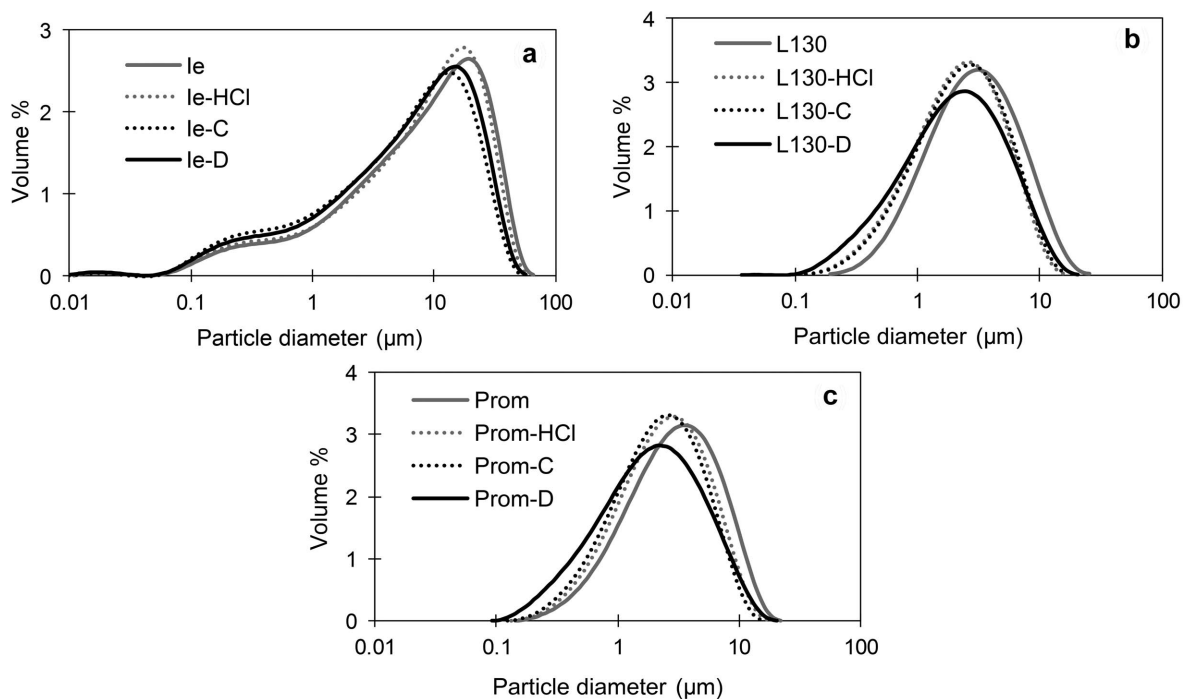 a
Volume %
3
2
1
0
Ie
Ie-HCl
Ie-C
Ie-D
0.01 0.1 1 10 100
Particle diameter (µm)
b
Volume %
4
3
2
1
0
L130
L130-HCl
L130-C
L130-D
0.01 0.1 1 10 100
Particle diameter (µm)
c
Volume %
4
3
2
1
0
Prom
Prom-HCl
Prom-C
Prom-D
0.01 0.1 1 10 100
Particle diameter (µm)